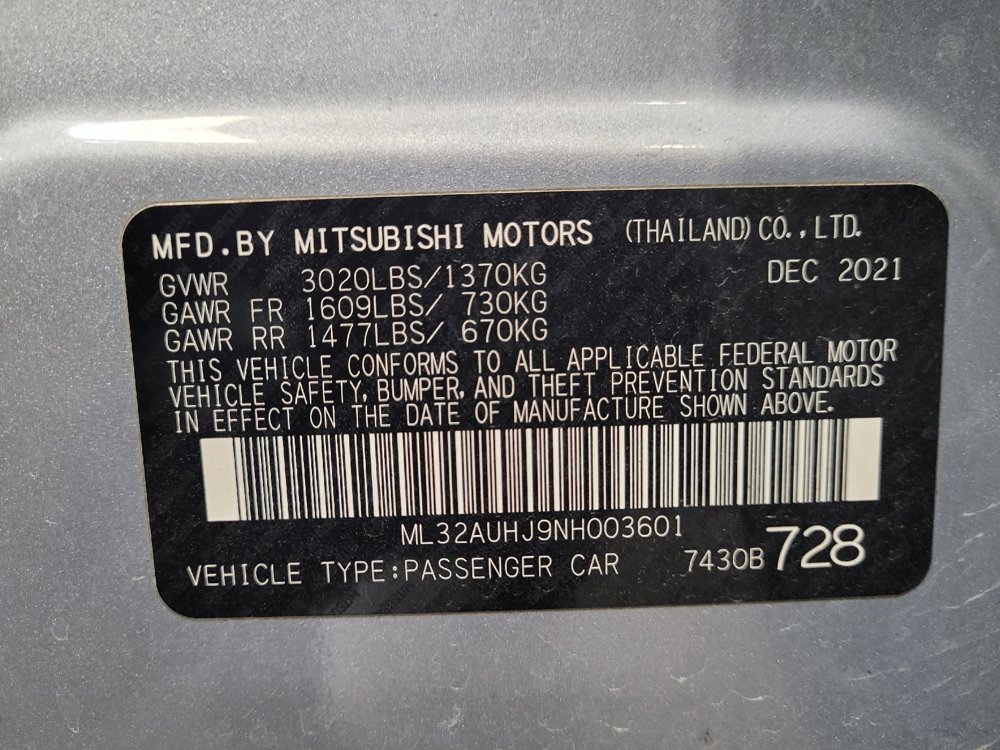 MFD.BY MITSUBISHI MOTORS (THAILAND) CO.,LTD.
GVWR 3020LBS/1370KG DEC 2021
GAWR FR 1609LBS/ 730KG
GAWR RR 1477LBS/ 670KG
THIS VEHICLE CONFORMS TO ALL APPLICABLE FEDERAL MOTOR
VEHICLE SAFETY, BUMPER, AND THEFT PREVENTION STANDARDS
IN EFFECT ON THE DATE OF MANUFACTURE SHOWN ABOVE.
ML32AUHJ9NH003601
VEHICLE TYPE:PASSENGER CAR 7430B 728